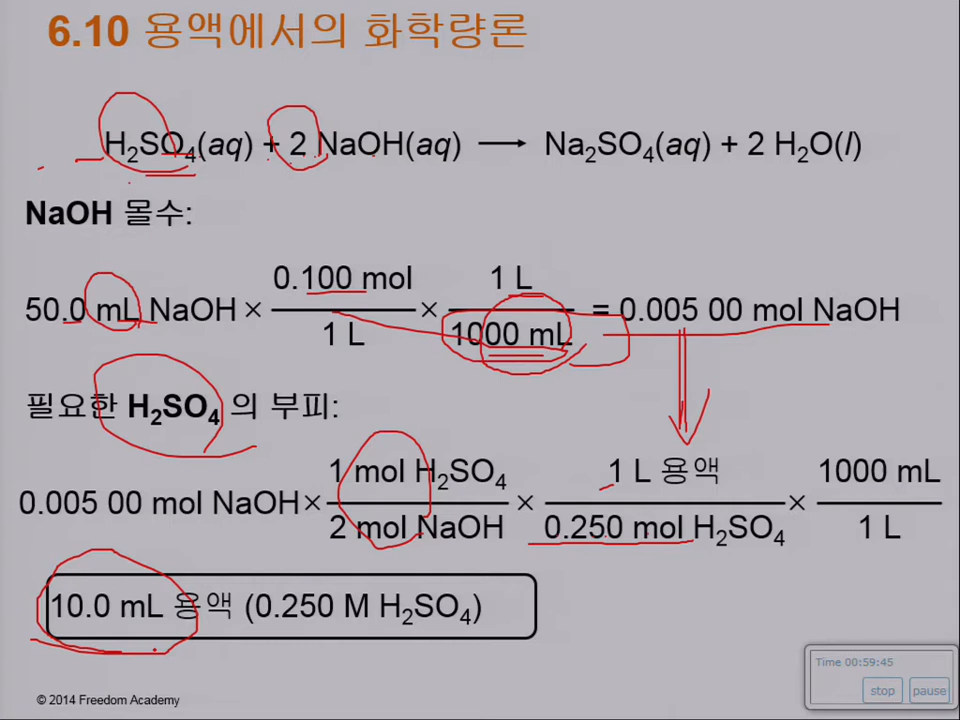 6.10 용액에서의 화학량론
H2SO4(aq) + 2 NaOH(aq) ⟶ Na2SO4(aq) + 2 H2O(l)
NaOH 몰수:
50.0 mL NaOH × 0.100 mol / 1 L × 1 L / 1000 mL = 0.005 00 mol NaOH
필요한 H2SO4 의 부피:
0.005 00 mol NaOH × 1 mol H2SO4 / 2 mol NaOH × 1 L 용액 / 0.250 mol H2SO4 × 1000 mL / 1 L
10.0 mL 용액 (0.250 M H2SO4)
Time 00:59:45
stop pause
© 2014 Freedom Academy